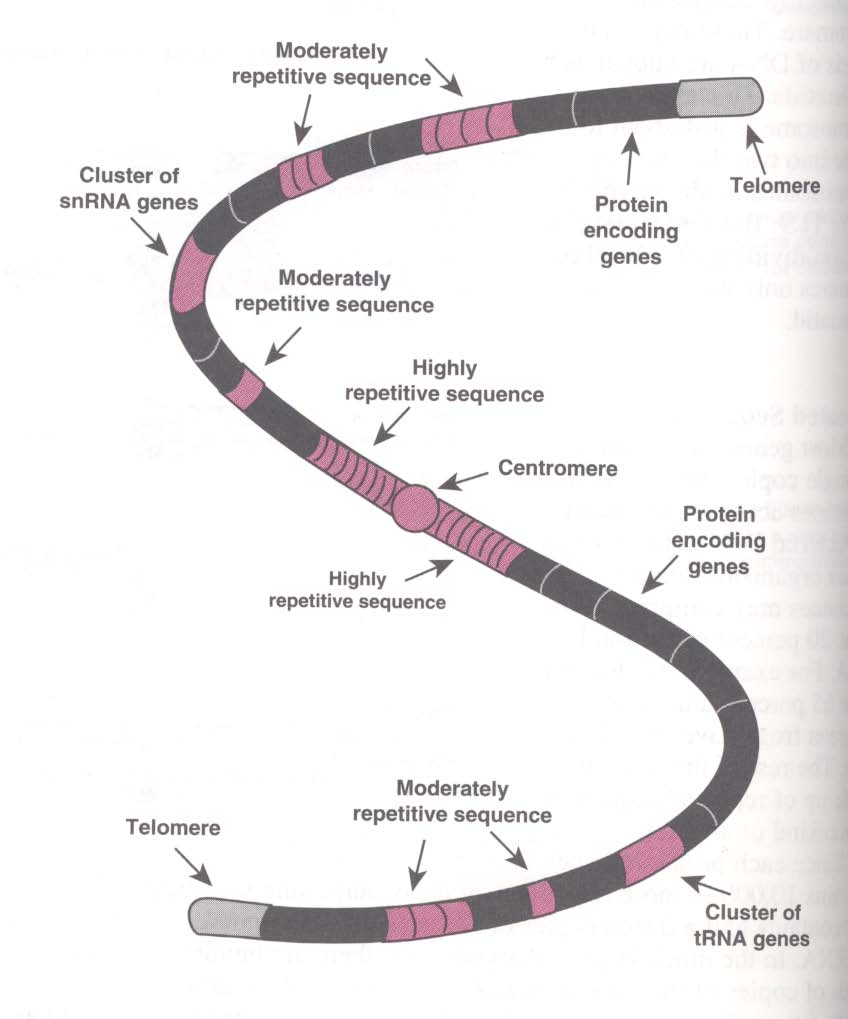 Moderately
repetitive sequence
Cluster of
snRNA genes
Telomere
Protein
encoding
genes
Moderately
repetitive sequence
Highly
repetitive sequence
Centromere
Protein
encoding
genes
Highly
repetitive sequence
Moderately
repetitive sequence
Telomere
Cluster of
tRNA genes